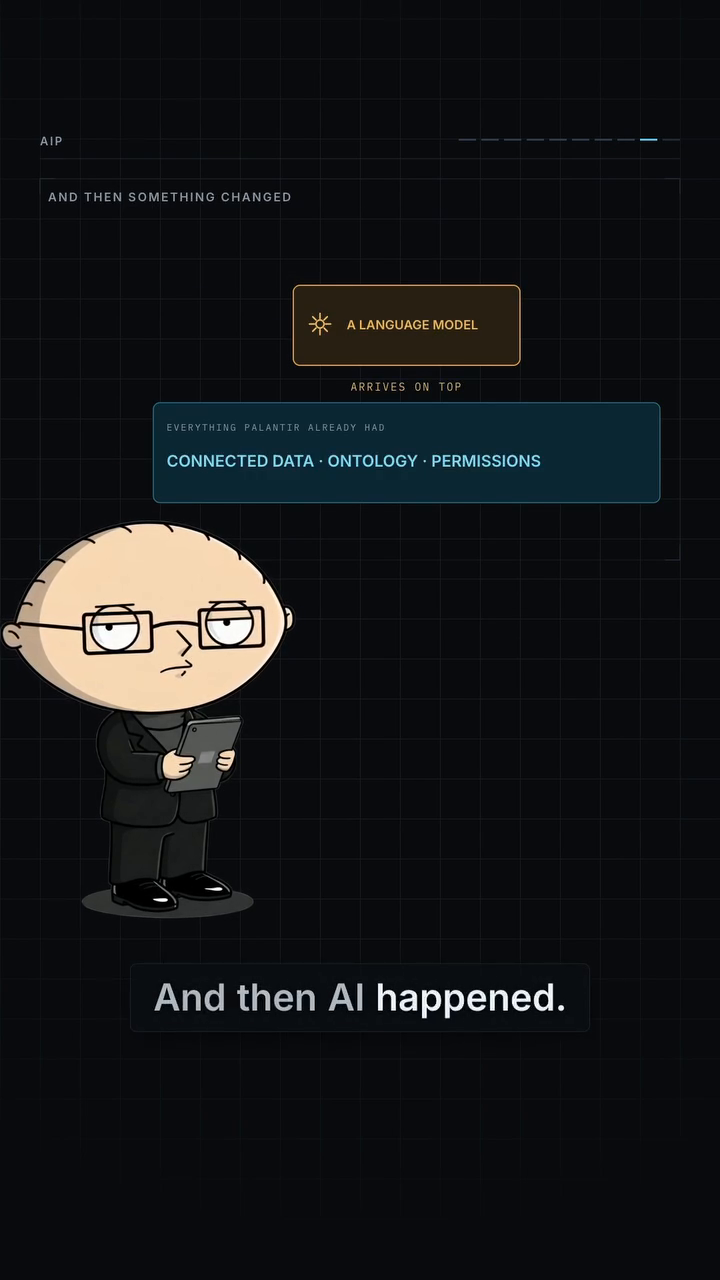 AIP
AND THEN SOMETHING CHANGED
A LANGUAGE MODEL
ARRIVES ON TOP
EVERYTHING PALANTIR ALREADY HAD
CONNECTED DATA · ONTOLOGY · PERMISSIONS
And then AI happened.